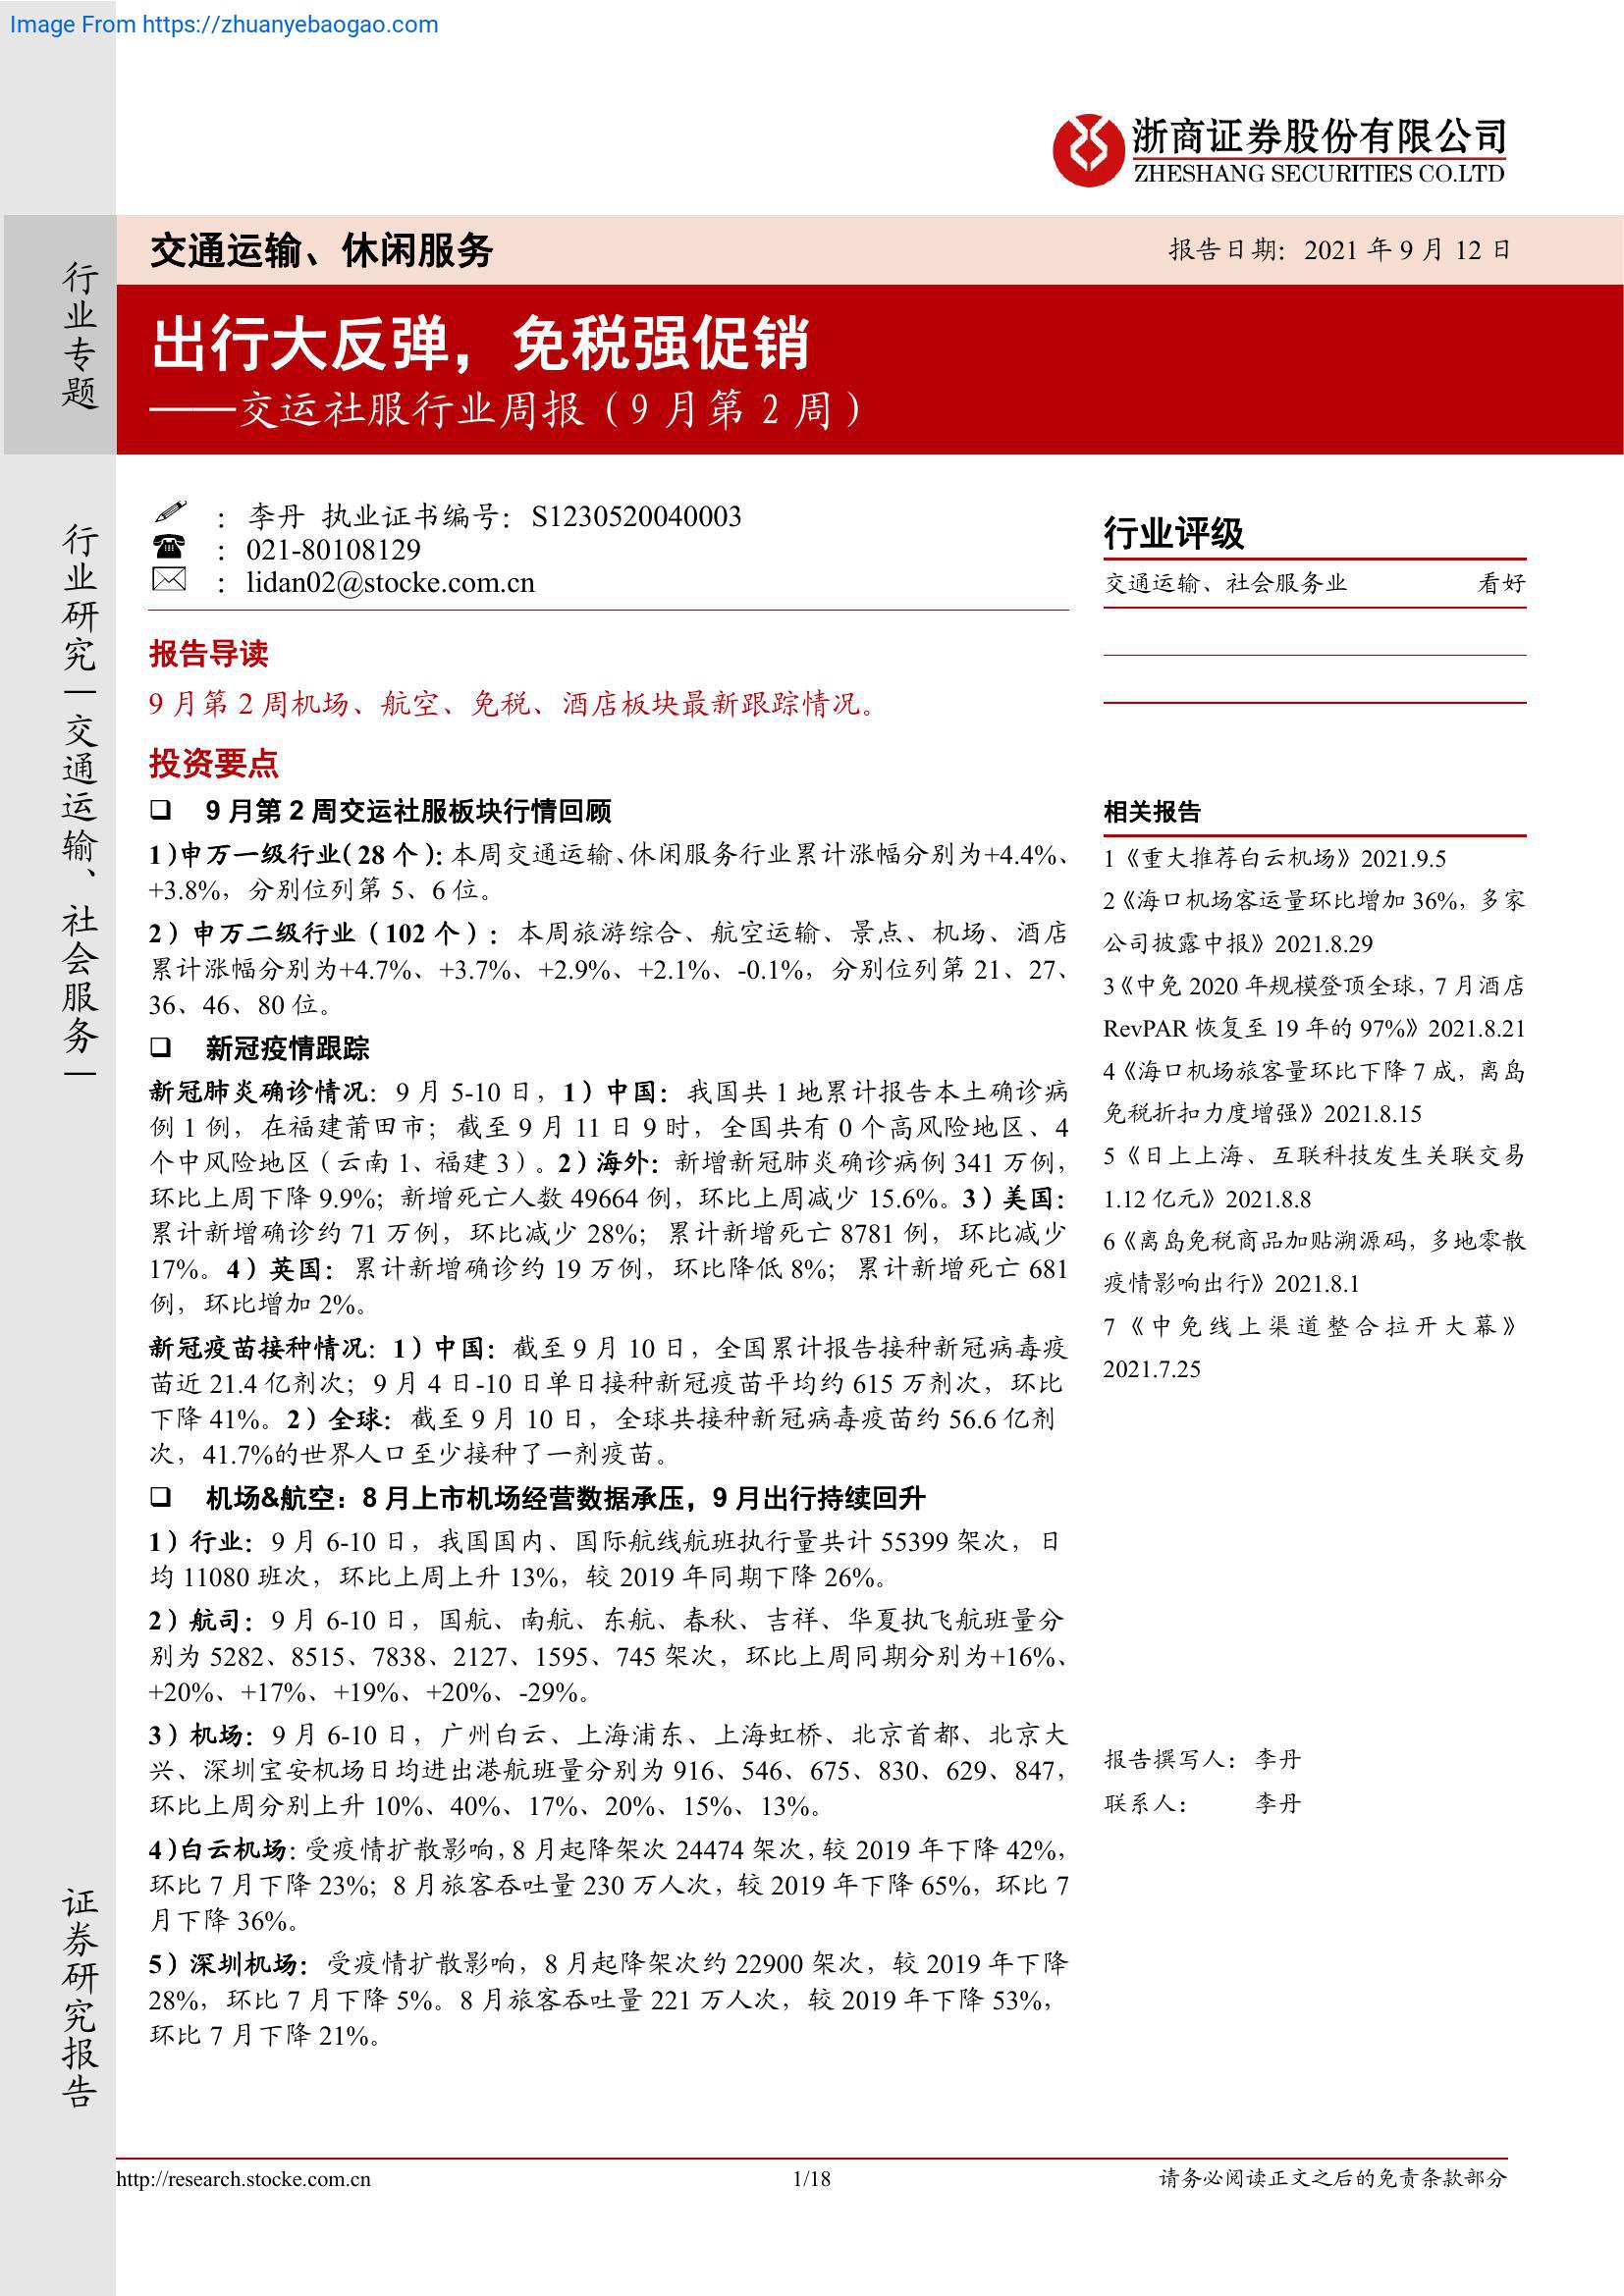 Image From https://zhuanyebaogao.com
浙商证券股份有限公司
ZHESHANG SECURITIES CO.LTD
行业专题
行业研究—交通运输、社会服务—
证券研究报告
交通运输、休闲服务
报告日期：2021 年 9 月 12 日
出行大反弹，免税强促销
——交运社服行业周报（9 月第 2 周）
：李丹 执业证书编号：S1230520040003
：021-80108129
：lidan02@stocke.com.cn
报告导读
9 月第 2 周机场、航空、免税、酒店板块最新跟踪情况。
投资要点
❑ 9 月第 2 周交运社服板块行情回顾
1)申万一级行业（28 个）：本周交通运输、休闲服务行业累计涨幅分别为+4.4%、
+3.8%，分别位列第 5、6 位。
2）申万二级行业（102 个）：本周旅游综合、航空运输、景点、机场、酒店
累计涨幅分别为+4.7%、+3.7%、+2.9%、+2.1%、-0.1%，分别位列第 21、27、
36、46、80 位。
❑ 新冠疫情跟踪
新冠肺炎确诊情况：9 月 5-10 日，1）中国：我国共 1 地累计报告本土确诊病
例 1 例，在福建莆田市；截至 9 月 11 日 9 时，全国共有 0 个高风险地区、4
个中风险地区（云南 1、福建 3）。2）海外：新增新冠肺炎确诊病例 341 万例，
环比上周下降 9.9%；新增死亡人数 49664 例，环比上周减少 15.6%。3）美国：
累计新增确诊约 71 万例，环比减少 28%；累计新增死亡 8781 例，环比减少
17%。4）英国：累计新增确诊约 19 万例，环比降低 8%；累计新增死亡 681
例，环比增加 2%。
新冠疫苗接种情况：1）中国：截至 9 月 10 日，全国累计报告接种新冠病毒疫
苗近 21.4 亿剂次；9 月 4 日-10 日单日接种新冠疫苗平均约 615 万剂次，环比
下降 41%。2）全球：截至 9 月 10 日，全球共接种新冠病毒疫苗约 56.6 亿剂
次，41.7%的世界人口至少接种了一剂疫苗。
❑ 机场&航空：8 月上市机场经营数据承压，9 月出行持续回升
1）行业：9 月 6-10 日，我国国内、国际航线航班执行量共计 55399 架次，日
均 11080 班次，环比上周上升 13%，较 2019 年同期下降 26%。
2）航司：9 月 6-10 日，国航、南航、东航、春秋、吉祥、华夏执飞航班量分
别为 5282、8515、7838、2127、1595、745 架次，环比上周同期分别为+16%、
+20%、+17%、+19%、+20%、-29%。
3）机场：9 月 6-10 日，广州白云、上海浦东、上海虹桥、北京首都、北京大
兴、深圳宝安机场日均进出港航班量分别为 916、546、675、830、629、847，
环比上周分别上升 10%、40%、17%、20%、15%、13%。
4)白云机场：受疫情扩散影响，8 月起降架次 24474 架次，较 2019 年下降 42%，
环比 7 月下降 23%；8 月旅客吞吐量 230 万人次，较 2019 年下降 65%，环比 7
月下降 36%。
5）深圳机场：受疫情扩散影响，8 月起降架次约 22900 架次，较 2019 年下降
28%，环比 7 月下降 5%。8 月旅客吞吐量 221 万人次，较 2019 年下降 53%，
环比 7 月下降 21%。
行业评级
交通运输、社会服务业 看好
相关报告
1《重大推荐白云机场》2021.9.5
2《海口机场客运量环比增加 36%，多家
公司披露中报》2021.8.29
3《中免 2020 年规模登顶全球，7 月酒店
RevPAR 恢复至 19 年的 97%》2021.8.21
4《海口机场旅客量环比下降 7 成，离岛
免税折扣力度增强》2021.8.15
5《日上上海、互联科技发生关联交易
1.12 亿元》2021.8.8
6《离岛免税商品加贴溯源码，多地零散
疫情影响出行》2021.8.1
7《中免线上渠道整合拉开大幕》
2021.7.25
报告撰写人：李丹
联系人： 李丹
http://research.stocke.com.cn
1/18
请务必阅读正文之后的免责条款部分